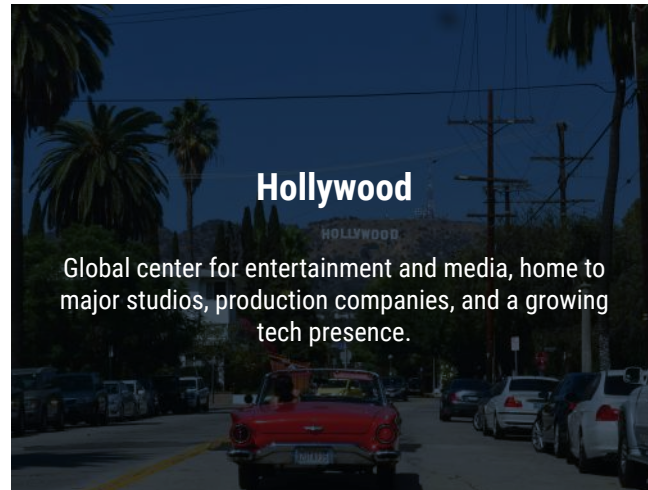 Hollywood
HOLLYWOOD
Global center for entertainment and media, home to
major studios, production companies, and a growing
tech presence.